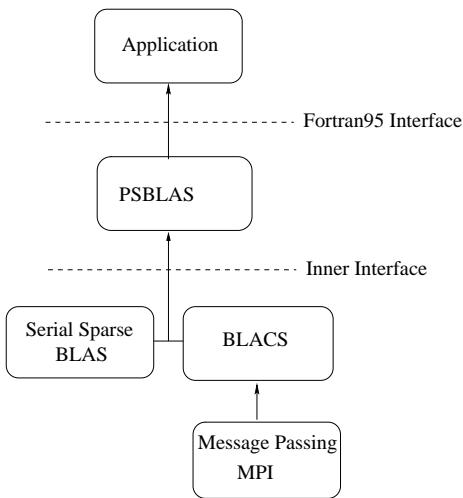 Application
Fortran95 Interface
PSBLAS
Inner Interface
Serial Sparse
BLAS
BLACS
Message Passing
MPI